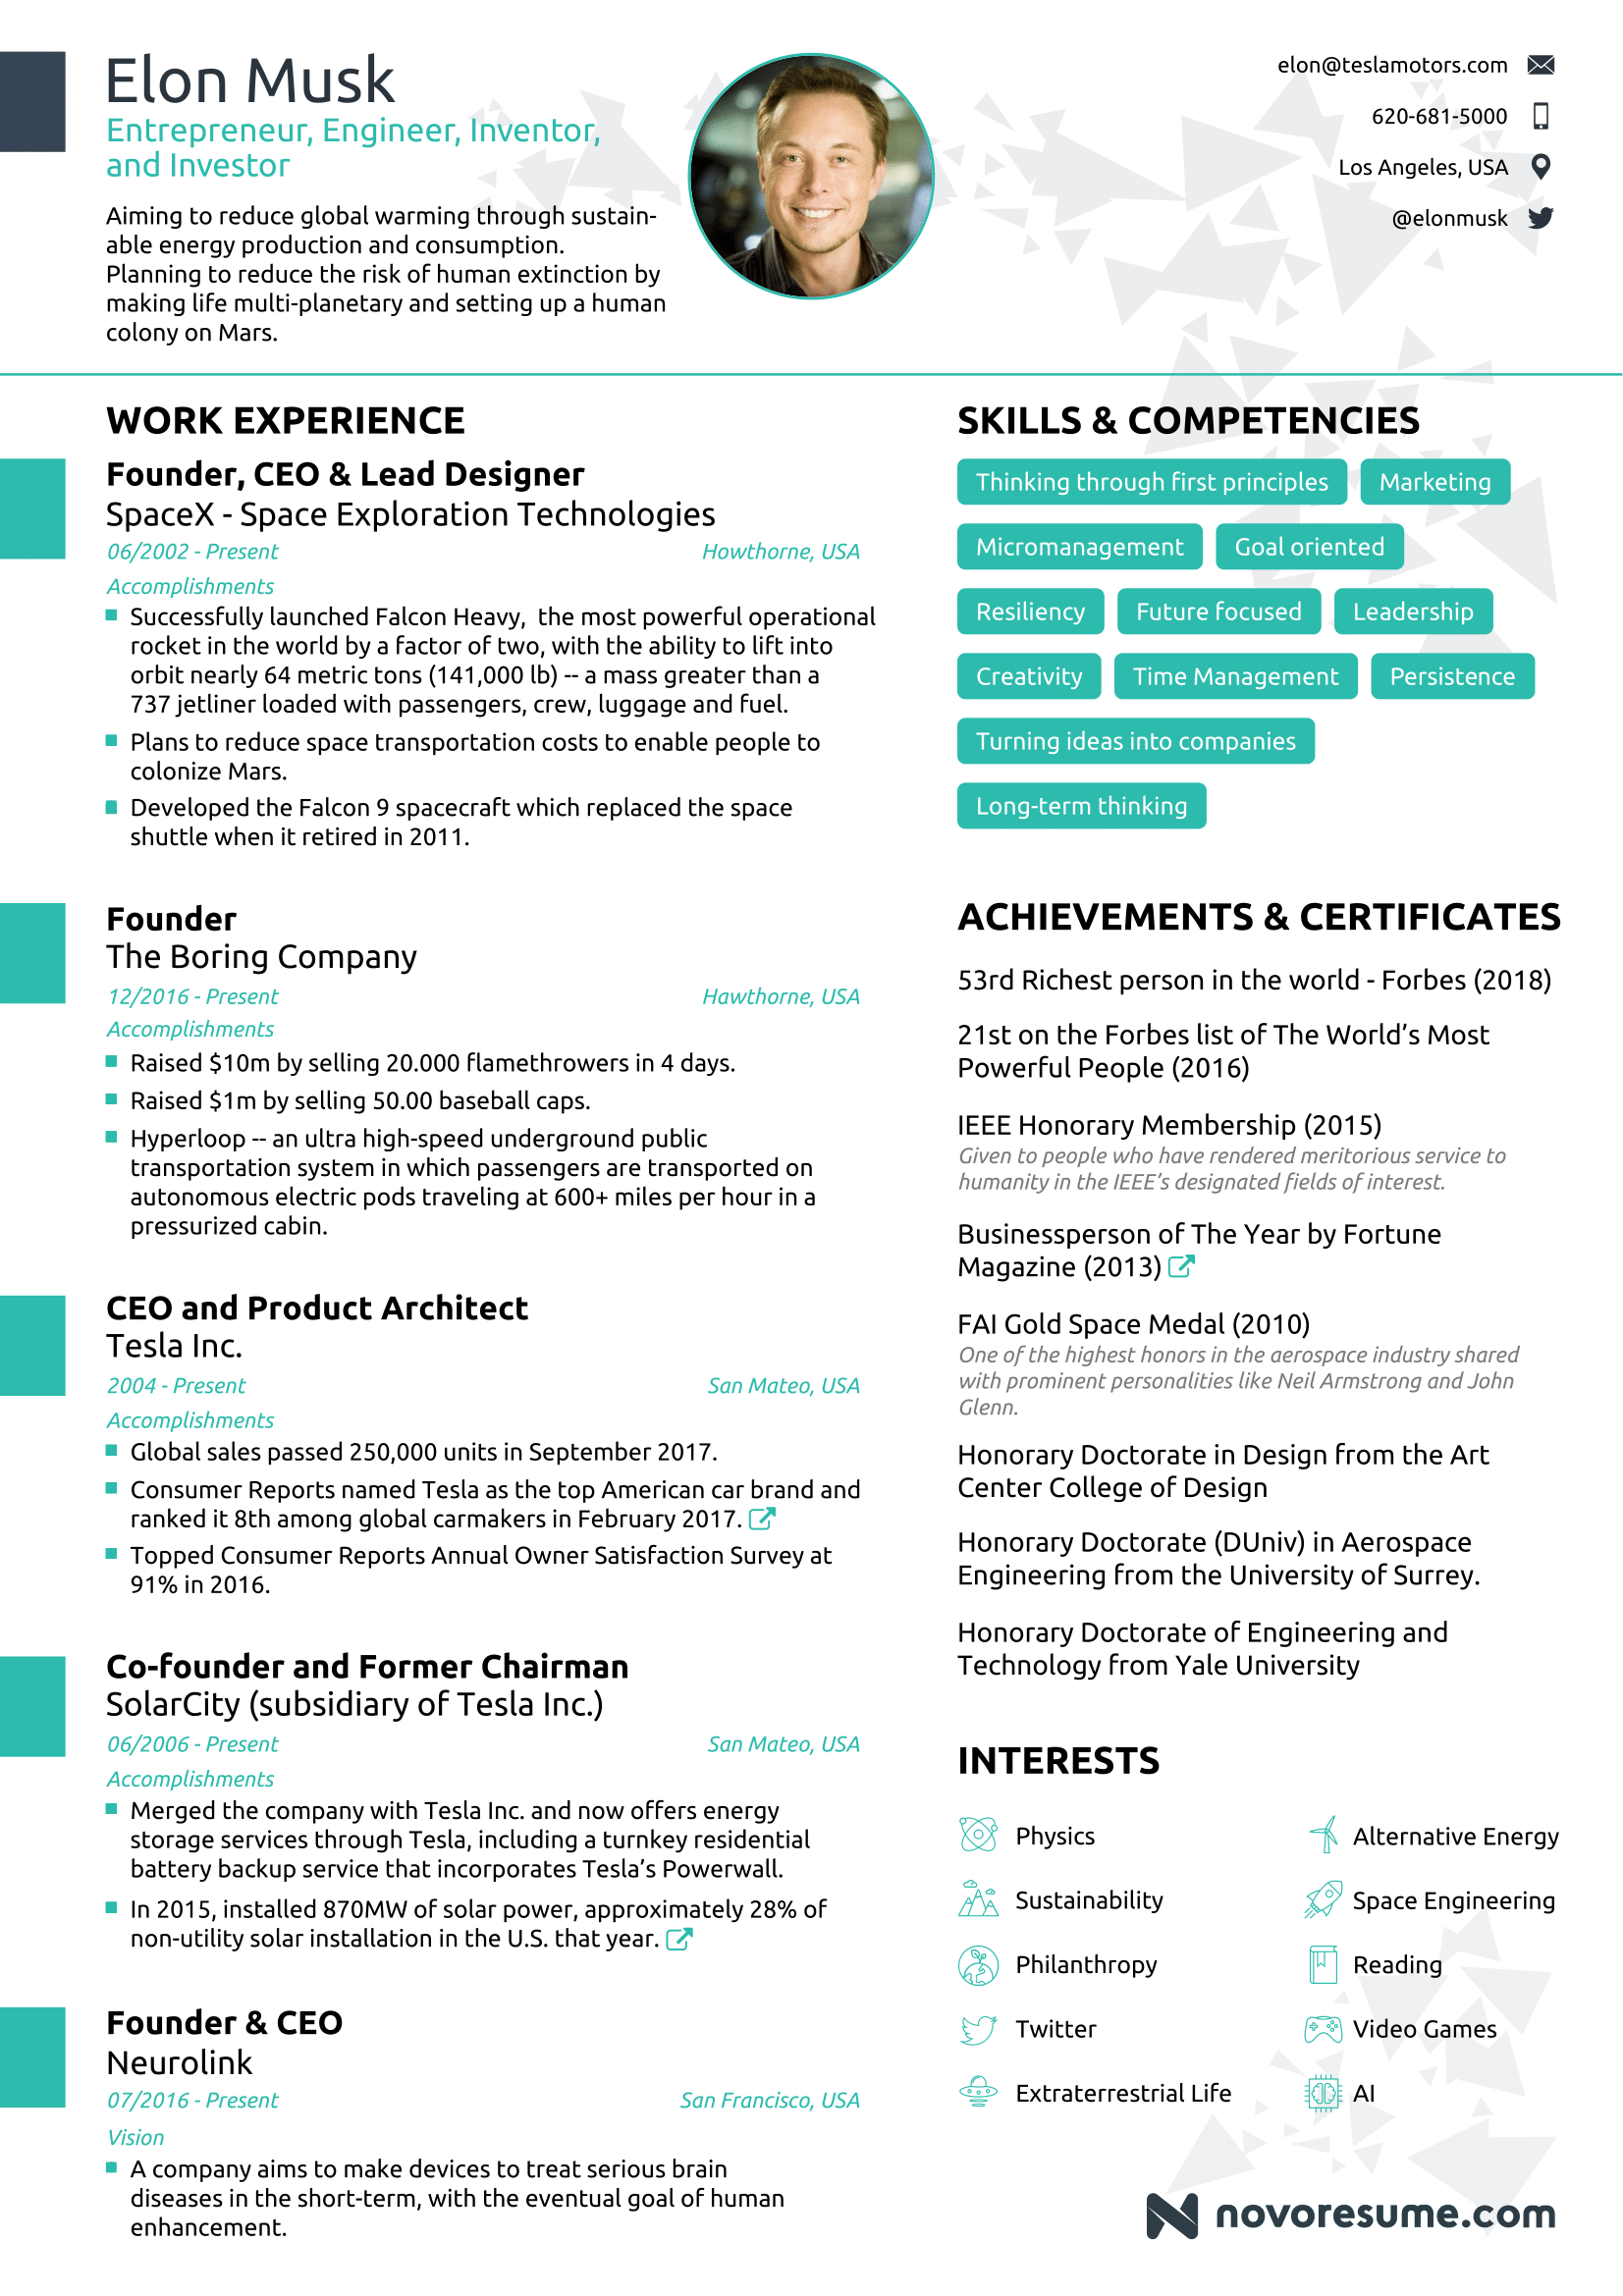 Elon Musk
Entrepreneur, Engineer, Inventor,
and Investor
Aiming to reduce global warming through sustain-
able energy production and consumption.
Planning to reduce the risk of human extinction by
making life multi-planetary and setting up a human
colony on Mars.
elon@teslamotors.com
620-681-5000
Los Angeles, USA
@elonmusk
WORK EXPERIENCE
Founder, CEO & Lead Designer
SpaceX - Space Exploration Technologies
06/2002 - Present Howthorne, USA
Accomplishments
Successfully launched Falcon Heavy, the most powerful operational
rocket in the world by a factor of two, with the ability to lift into
orbit nearly 64 metric tons (141,000 lb) -- a mass greater than a
737 jetliner loaded with passengers, crew, luggage and fuel.
Plans to reduce space transportation costs to enable people to
colonize Mars.
Developed the Falcon 9 spacecraft which replaced the space
shuttle when it retired in 2011.
Founder
The Boring Company
12/2016 - Present Hawthorne, USA
Accomplishments
Raised $10m by selling 20.000 flamethrowers in 4 days.
Raised $1m by selling 50.00 baseball caps.
Hyperloop -- an ultra high-speed underground public
transportation system in which passengers are transported on
autonomous electric pods traveling at 600+ miles per hour in a
pressurized cabin.
CEO and Product Architect
Tesla Inc.
2004 - Present San Mateo, USA
Accomplishments
Global sales passed 250,000 units in September 2017.
Consumer Reports named Tesla as the top American car brand and
ranked it 8th among global carmakers in February 2017.
Topped Consumer Reports Annual Owner Satisfaction Survey at
91% in 2016.
Co-founder and Former Chairman
SolarCity (subsidiary of Tesla Inc.)
06/2006 - Present San Mateo, USA
Accomplishments
Merged the company with Tesla Inc. and now offers energy
storage services through Tesla, including a turnkey residential
battery backup service that incorporates Tesla’s Powerwall.
In 2015, installed 870MW of solar power, approximately 28% of
non-utility solar installation in the U.S. that year.
Founder & CEO
Neurolink
07/2016 - Present San Francisco, USA
Vision
A company aims to make devices to treat serious brain
diseases in the short-term, with the eventual goal of human
enhancement.
SKILLS & COMPETENCIES
Thinking through first principles Marketing
Micromanagement Goal oriented
Resiliency Future focused Leadership
Creativity Time Management Persistence
Turning ideas into companies
Long-term thinking
ACHIEVEMENTS & CERTIFICATES
53rd Richest person in the world - Forbes (2018)
21st on the Forbes list of The World’s Most
Powerful People (2016)
IEEE Honorary Membership (2015)
Given to people who have rendered meritorious service to
humanity in the IEEE’s designated fields of interest.
Businessperson of The Year by Fortune
Magazine (2013)
FAI Gold Space Medal (2010)
One of the highest honors in the aerospace industry shared
with prominent personalities like Neil Armstrong and John
Glenn.
Honorary Doctorate in Design from the Art
Center College of Design
Honorary Doctorate (DUniv) in Aerospace
Engineering from the University of Surrey.
Honorary Doctorate of Engineering and
Technology from Yale University
INTERESTS
Physics Alternative Energy
Sustainability Space Engineering
Philanthropy Reading
Twitter Video Games
Extraterrestrial Life AI
novoresume.com